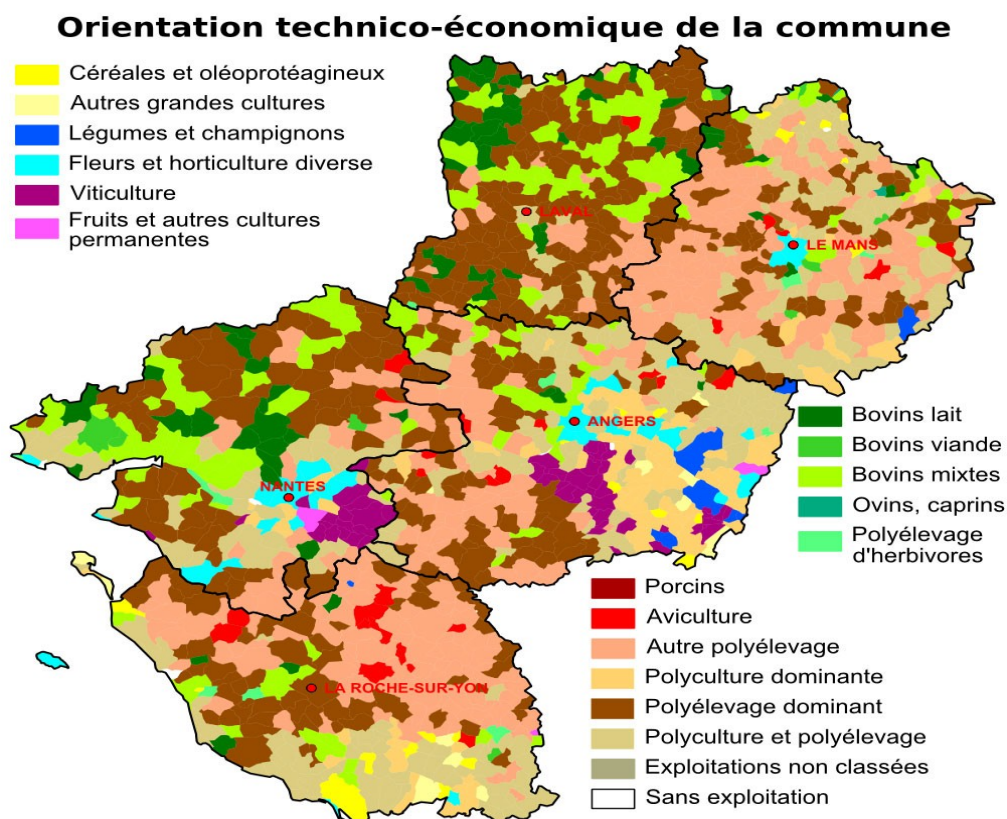 Orientation technico-économique de la commune
Céréales et oléoprotéagineux
Autres grandes cultures
Légumes et champignons
Fleurs et horticulture diverse
Viticulture
Fruits et autres cultures
permanentes
LAVAL
LE MANS
ANGERS
NANTES
LA ROCHE-SUR-YON
Bovins lait
Bovins viande
Bovins mixtes
Ovins, caprins
Polyélevage
d'herbivores
Porcins
Aviculture
Autre polyélevage
Polyculture dominante
Polyélevage dominant
Polyculture et polyélevage
Exploitations non classées
Sans exploitation